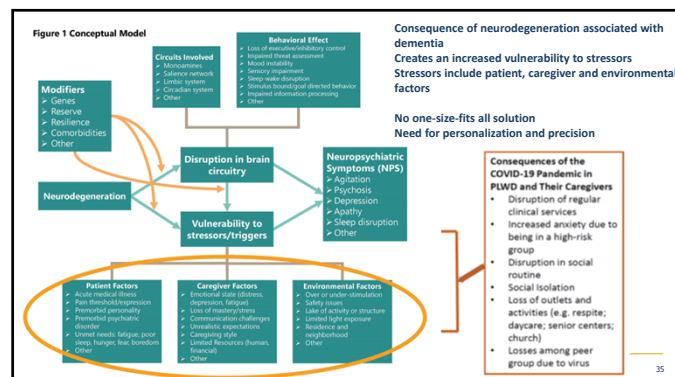 Figure 1 Conceptual Model
Circuits Involved
➢ Monoamines
➢ Salience network
➢ Limbic system
➢ Circadian system
➢ Other
Behavioral Effect
➢ Loss of executive/inhibitory control
➢ Impaired threat assessment
➢ Mood instability
➢ Sensory impairment
➢ Sleep wake disruption
➢ Stimulus bound/goal directed behavior
➢ Impaired information processing
➢ Other
Consequence of neurodegeneration associated with
dementia
Creates an increased vulnerability to stressors
Stressors include patient, caregiver and environmental
factors
No one-size-fits all solution
Need for personalization and precision
Modifiers
➢ Genes
➢ Reserve
➢ Resilience
➢ Comorbidities
➢ Other
Disruption in brain
circuitry
Neurodegeneration
Vulnerability to
stressors/triggers
Neuropsychiatric
Symptoms (NPS)
➢ Agitation
➢ Psychosis
➢ Depression
➢ Apathy
➢ Sleep disruption
➢ Other
Patient Factors
➢ Acute medical illness
➢ Pain threshold/expression
➢ Premorbid personality
➢ Premorbid psychiatric
disorder
➢ Unmet needs: fatigue, poor
sleep, hunger, fear, boredom
➢ Other
Caregiver Factors
➢ Emotional state (distress,
depression, fatigue)
➢ Loss of mastery/stress
➢ Communication challenges
➢ Unrealistic expectations
➢ Caregiving style
➢ Limited Resources (human,
financial)
➢ Other
Environmental Factors
➢ Over or under-stimulation
➢ Safety issues
➢ Lake of activity or structure
➢ Limited light exposure
➢ Residence and
neighborhood
➢ Other
Consequences of the
COVID-19 Pandemic in
PLWD and Their Caregivers
• Disruption of regular
clinical services
• Increased anxiety due to
being in a high-risk
group
• Disruption in social
routine
• Social Isolation
• Loss of outlets and
activities (e.g. respite;
daycare; senior centers;
church)
• Losses among peer
group due to virus
35